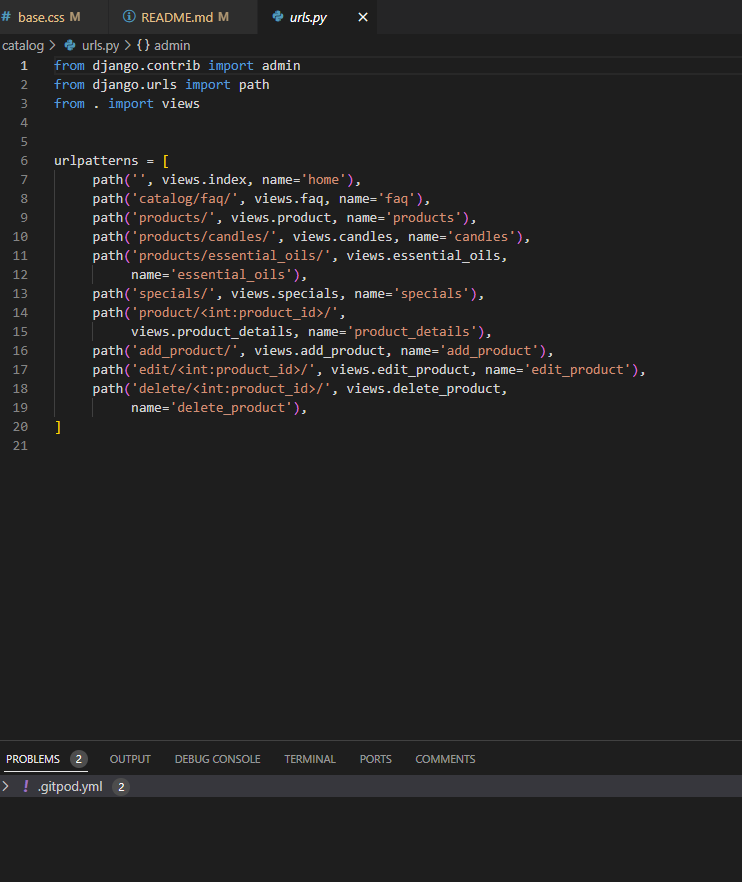 # base.css M README.md M urls.py ×
catalog > urls.py > {} admin
1 from django.contrib import admin
2 from django.urls import path
3 from . import views
4
5
6 urlpatterns = [
7 path('', views.index, name='home'),
8 path('catalog/faq/', views.faq, name='faq'),
9 path('products/', views.product, name='products'),
10 path('products/candles/', views.candles, name='candles'),
11 path('products/essential_oils/', views.essential_oils,
12 name='essential_oils'),
13 path('specials/', views.specials, name='specials'),
14 path('product/<int:product_id>/',
15 views.product_details, name='product_details'),
16 path('add_product/', views.add_product, name='add_product'),
17 path('edit/<int:product_id>/', views.edit_product, name='edit_product'),
18 path('delete/<int:product_id>/', views.delete_product,
19 name='delete_product'),
20 ]
21
PROBLEMS 2 OUTPUT DEBUG CONSOLE TERMINAL PORTS COMMENTS
> ! .gitpod.yml 2